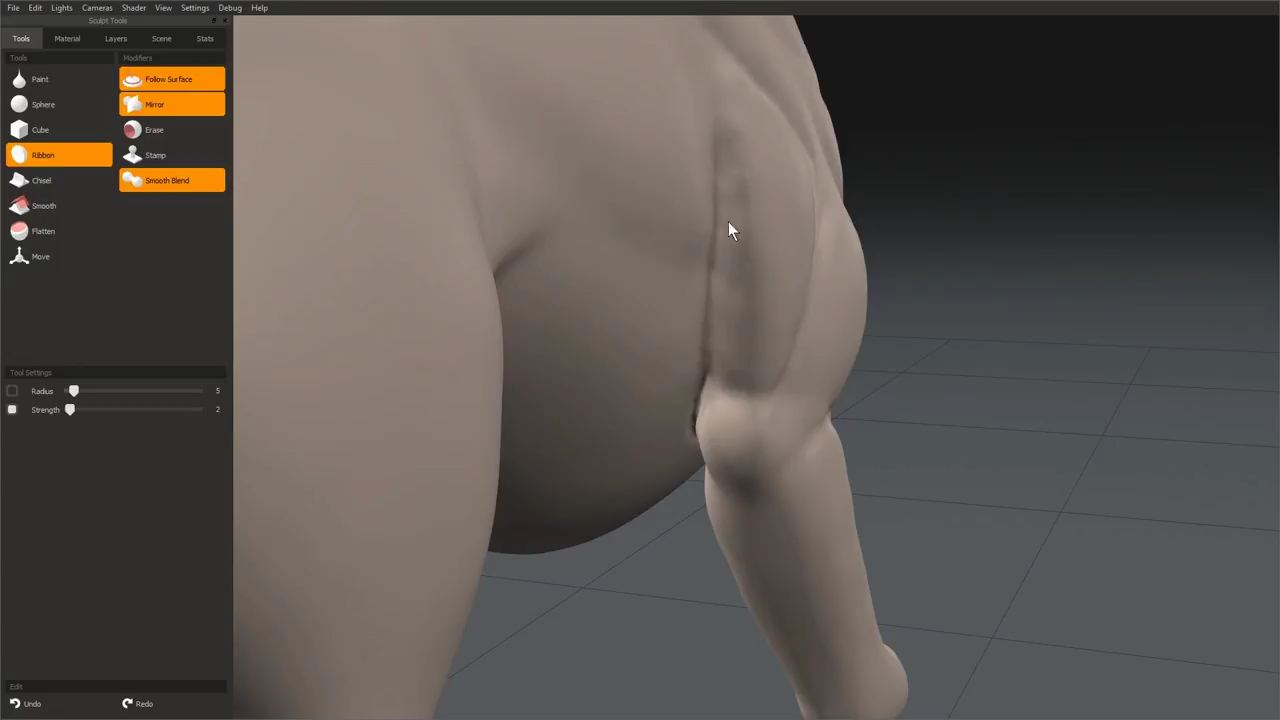 File Edit Lights Cameras Shader View Settings Debug Help
Sculpt Tools
Tools Material Layers Scene Stats
Tools Modifiers
Paint Follow Surface
Sphere Mirror
Cube Erase
Ribbon Stamp
Chisel Smooth Blend
Smooth
Flatten
Move
Tool Settings
Radius 5
Strength 2
Edit
Undo Redo